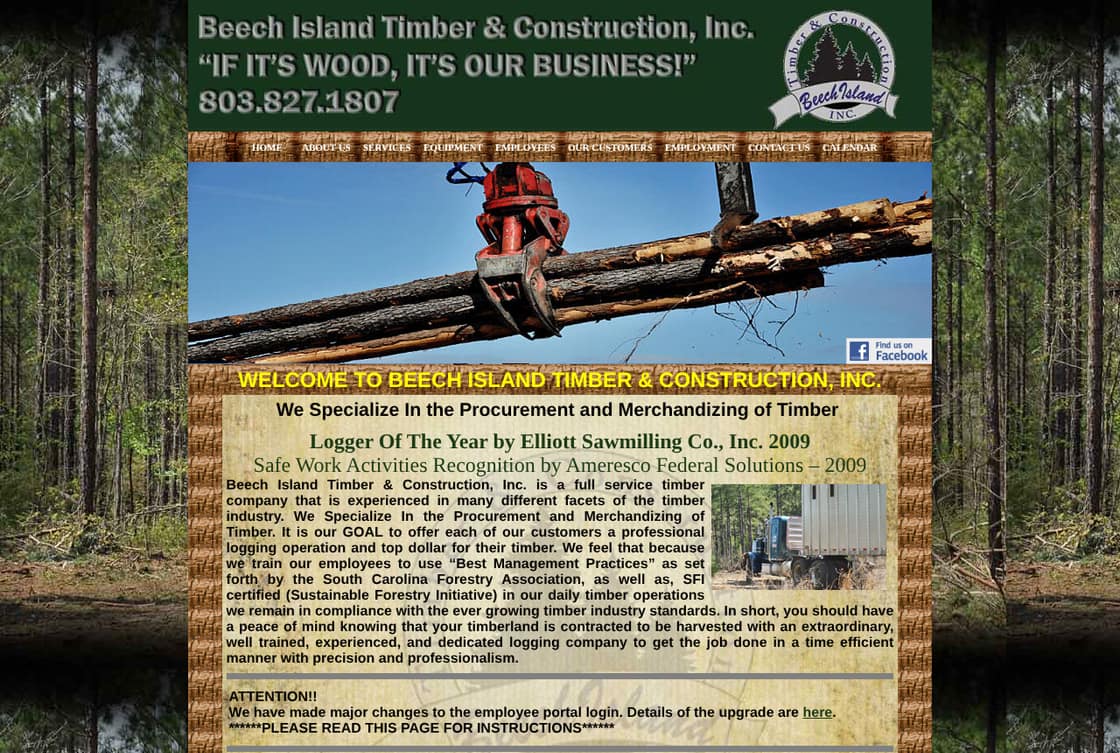 Beech Island Timber & Construction, Inc.
“IF IT’S WOOD, IT’S OUR BUSINESS!”
803.827.1807
Timber & Construction
Beech Island
INC.
HOME ABOUT US SERVICES EQUIPMENT EMPLOYEES OUR CUSTOMERS EMPLOYMENT CONTACT US CALENDAR
Find us on
Facebook
WELCOME TO BEECH ISLAND TIMBER & CONSTRUCTION, INC.
We Specialize In the Procurement and Merchandizing of Timber
Logger Of The Year by Elliott Sawmilling Co., Inc. 2009
Safe Work Activities Recognition by Ameresco Federal Solutions – 2009
Beech Island Timber & Construction, Inc. is a full service timber
company that is experienced in many different facets of the timber
industry. We Specialize In the Procurement and Merchandizing of
Timber. It is our GOAL to offer each of our customers a professional
logging operation and top dollar for their timber. We feel that because
we train our employees to use “Best Management Practices” as set
forth by the South Carolina Forestry Association, as well as, SFI
certified (Sustainable Forestry Initiative) in our daily timber operations
we remain in compliance with the ever growing timber industry standards. In short, you should have
a peace of mind knowing that your timberland is contracted to be harvested with an extraordinary,
well trained, experienced, and dedicated logging company to get the job done in a time efficient
manner with precision and professionalism.
ATTENTION!!
We have made major changes to the employee portal login. Details of the upgrade are here.
******PLEASE READ THIS PAGE FOR INSTRUCTIONS******